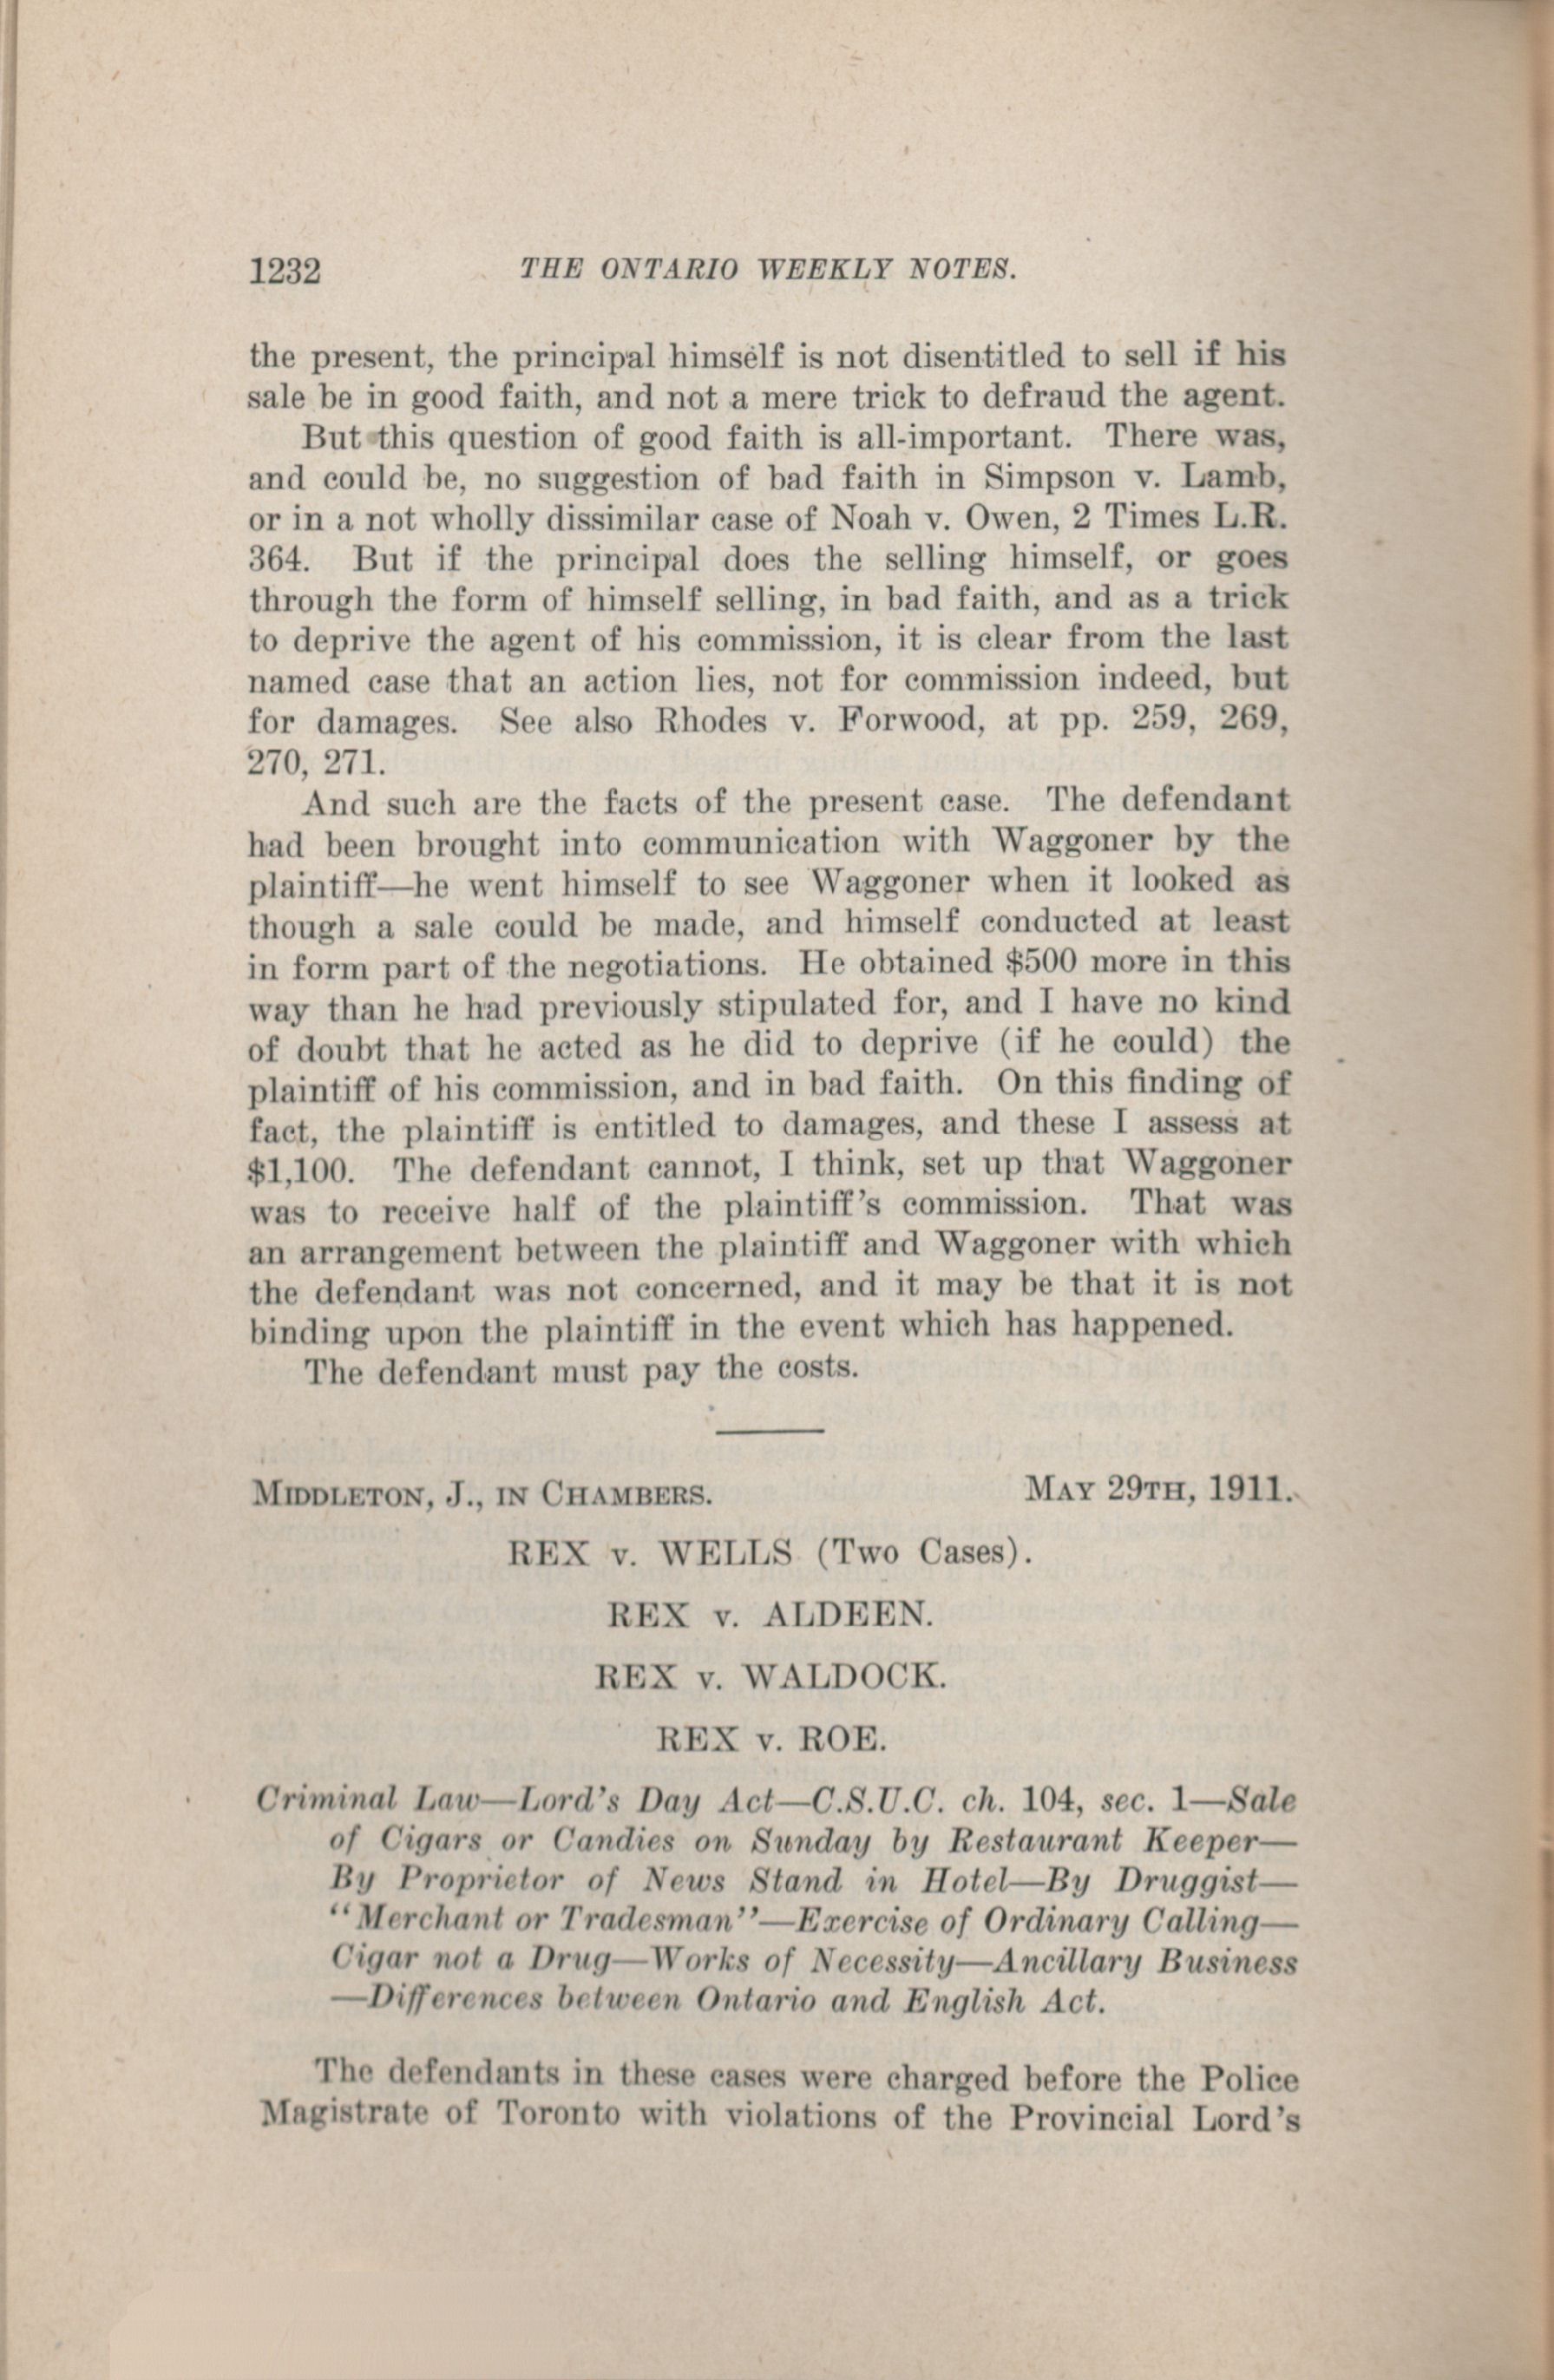 1232 THE ONTARIO WEEKLY NOTES.
the present, the principal himself is not disentitled to sell if his
sale be in good faith, and not a mere trick to defraud the agent.
But this question of good faith is all-important. There was,
and could be, no suggestion of bad faith in Simpson v. Lamb,
or in a not wholly dissimilar case of Noah v. Owen, 2 Times L.R.
364. But if the principal does the selling himself, or goes
through the form of himself selling, in bad faith, and as a trick
to deprive the agent of his commission, it is clear from the last
named case that an action lies, not for commission indeed, but
for damages. See also Rhodes v. Forwood, at pp. 259, 269,
270, 271.
And such are the facts of the present case. The defendant
had been brought into communication with Waggoner by the
plaintiff—he went himself to see Waggoner when it looked as
though a sale could be made, and himself conducted at least
in form part of the negotiations. He obtained $500 more in this
way than he had previously stipulated for, and I have no kind
of doubt that he acted as he did to deprive (if he could) the
plaintiff of his commission, and in bad faith. On this finding of
fact, the plaintiff is entitled to damages, and these I assess at
$1,100. The defendant cannot, I think, set up that Waggoner
was to receive half of the plaintiff's commission. That was
an arrangement between the plaintiff and Waggoner with which
the defendant was not concerned, and it may be that it is not
binding upon the plaintiff in the event which has happened.
The defendant must pay the costs.
MIDDLETON, J., IN CHAMBERS. MAY 29TH, 1911.
REX v. WELLS (Two Cases).
REX v. ALDEEN.
REX v. WALDOCK.
REX v. ROE.
Criminal Law—Lord's Day Act—C.S.U.C. ch. 104, sec. 1—Sale
of Cigars or Candies on Sunday by Restaurant Keeper—
By Proprietor of News Stand in Hotel—By Druggist—
"Merchant or Tradesman"—Exercise of Ordinary Calling—
Cigar not a Drug—Works of Necessity—Ancillary Business
—Differences between Ontario and English Act.
The defendants in these cases were charged before the Police
Magistrate of Toronto with violations of the Provincial Lord's